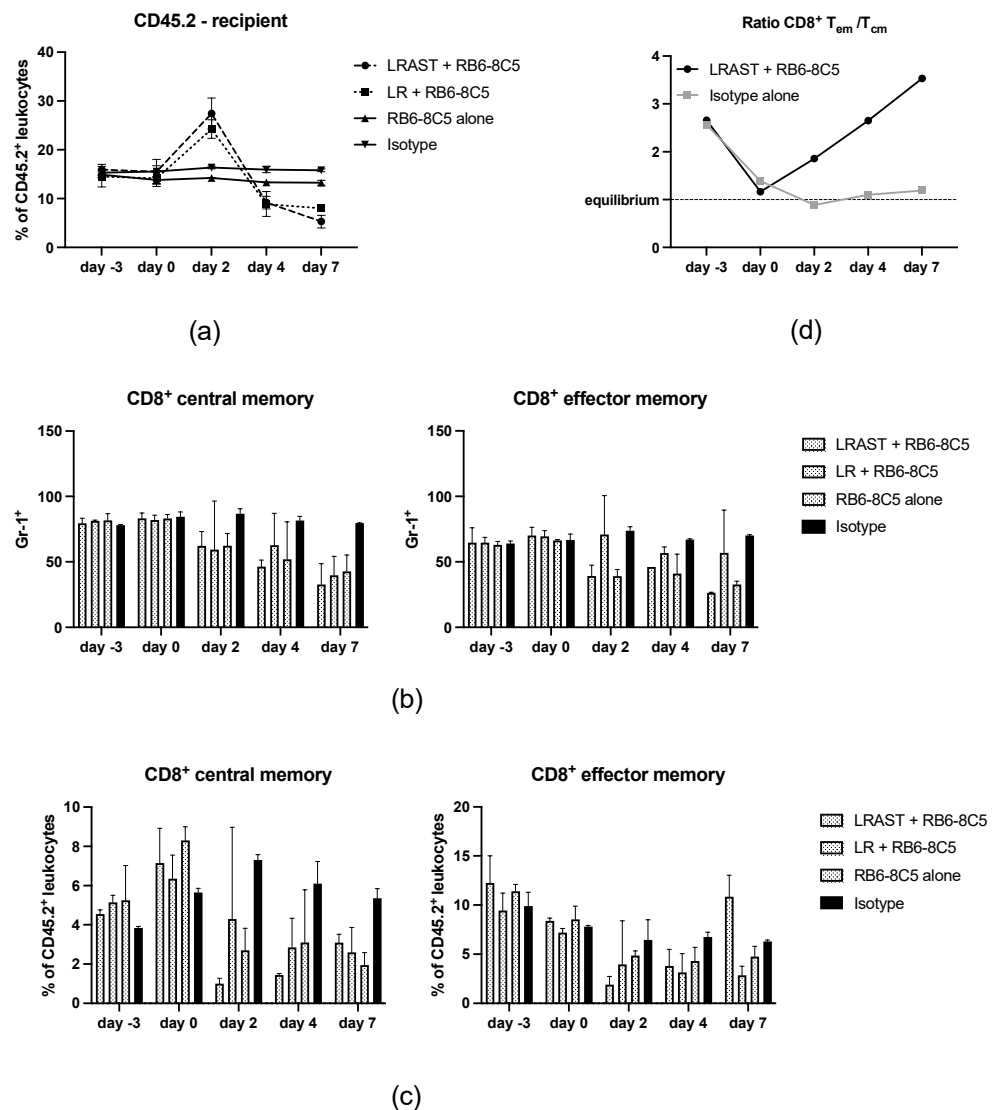 CD45.2 - recipient
% of CD45.2⁺ leukocytes
40
30
20
10
0
day -3 day 0 day 2 day 4 day 7
LRAST + RB6-8C5
LR + RB6-8C5
RB6-8C5 alone
Isotype
(a)
Ratio CD8⁺ Tem /Tcm
4
3
2
equilibrium
1
0
day -3 day 0 day 2 day 4 day 7
LRAST + RB6-8C5
Isotype alone
(d)
CD8⁺ central memory
Gr-1⁺
150
100
50
0
day -3 day 0 day 2 day 4 day 7
CD8⁺ effector memory
150
100
50
0
day -3 day 0 day 2 day 4 day 7
LRAST + RB6-8C5
LR + RB6-8C5
RB6-8C5 alone
Isotype
(b)
CD8⁺ central memory
% of CD45.2⁺ leukocytes
10
8
6
4
2
0
day -3 day 0 day 2 day 4 day 7
CD8⁺ effector memory
% of CD45.2⁺ leukocytes
20
15
10
5
0
day -3 day 0 day 2 day 4 day 7
LRAST + RB6-8C5
LR + RB6-8C5
RB6-8C5 alone
Isotype
(c)